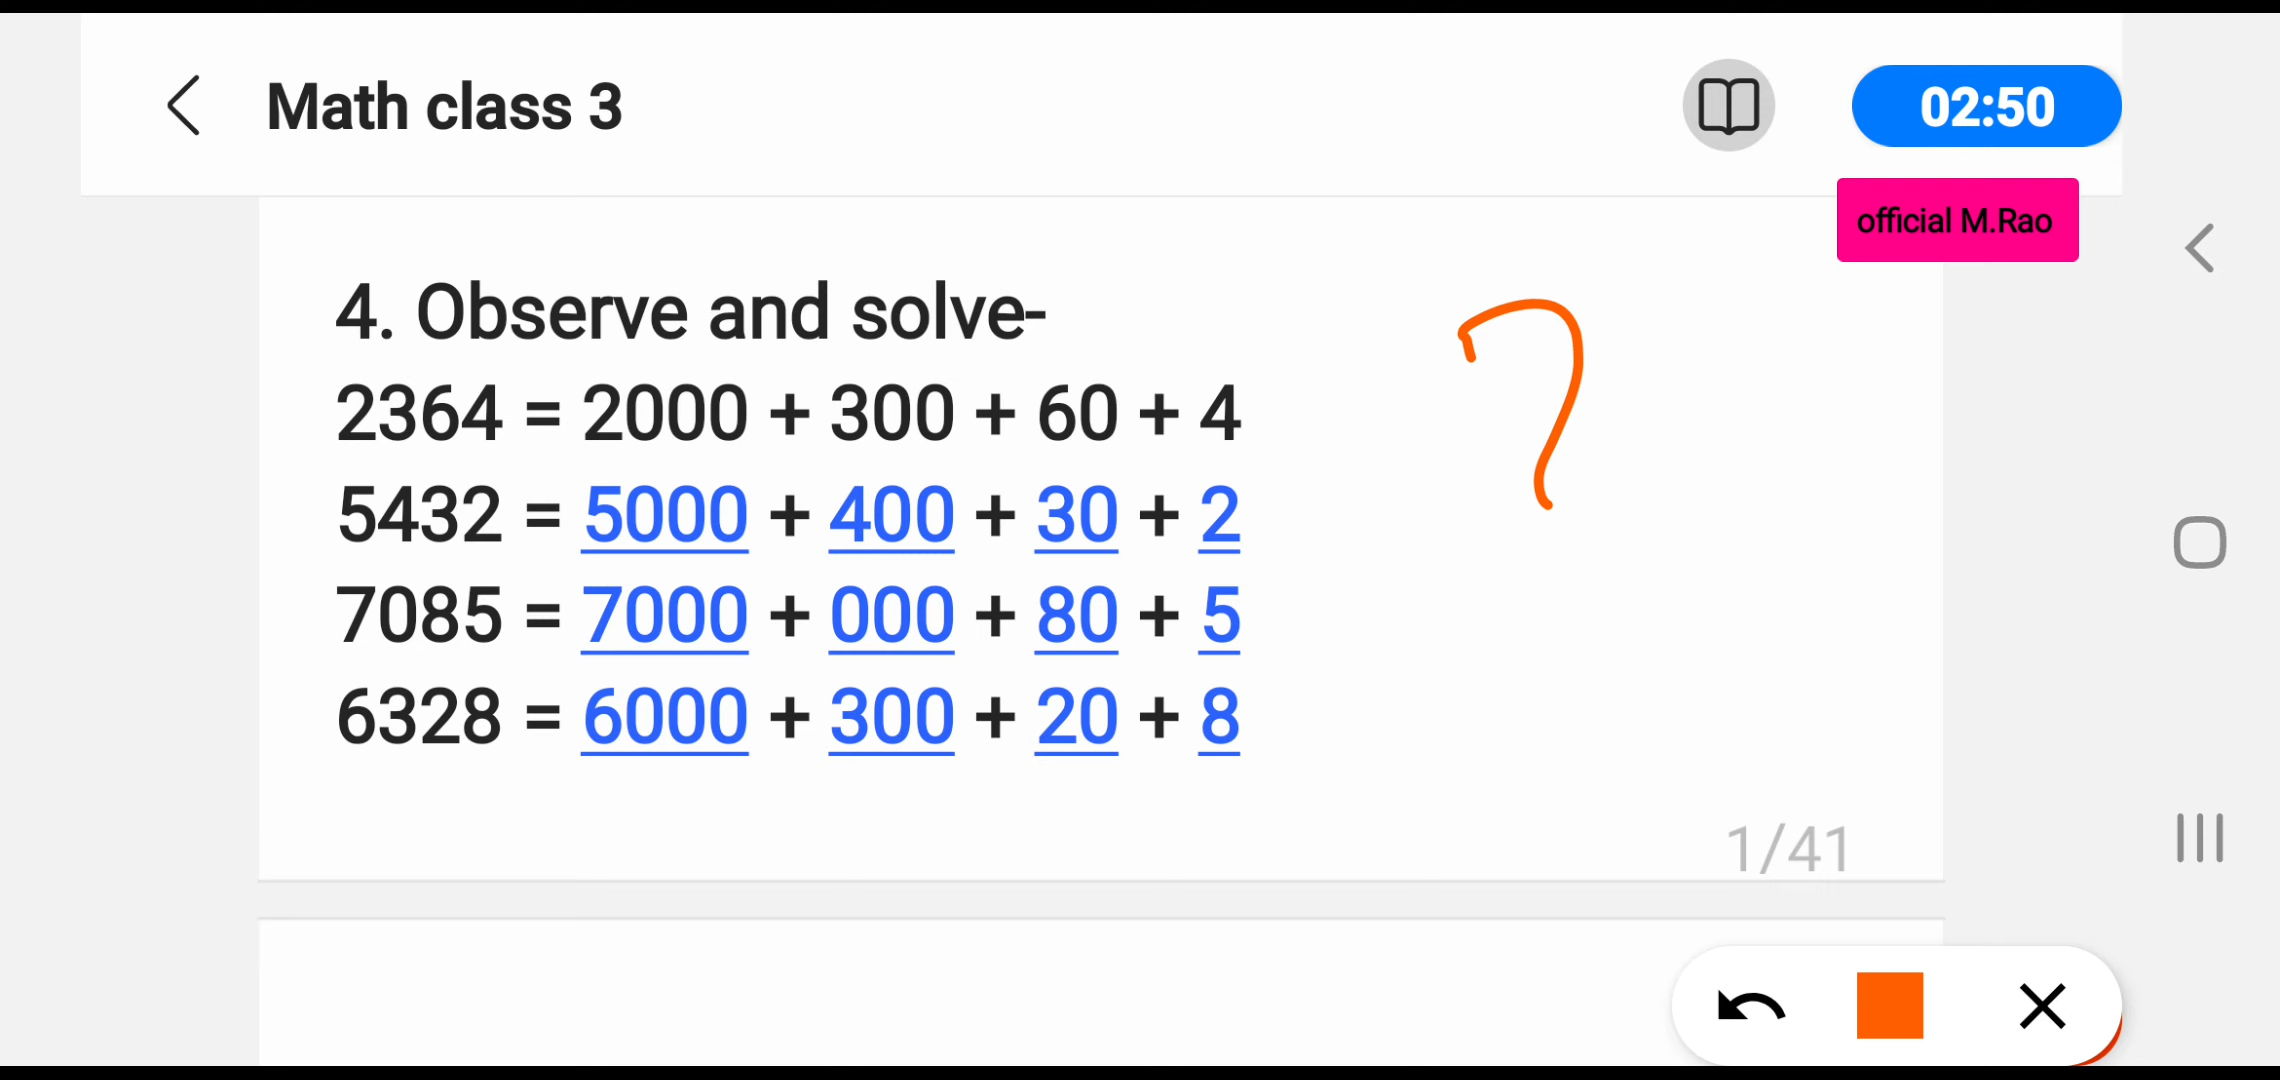 Math class 3
02:50
official M.Rao
4. Observe and solve-
2364 = 2000 + 300 + 60 + 4
5432 = 5000 + 400 + 30 + 2
7085 = 7000 + 000 + 80 + 5
6328 = 6000 + 300 + 20 + 8
?
1/41